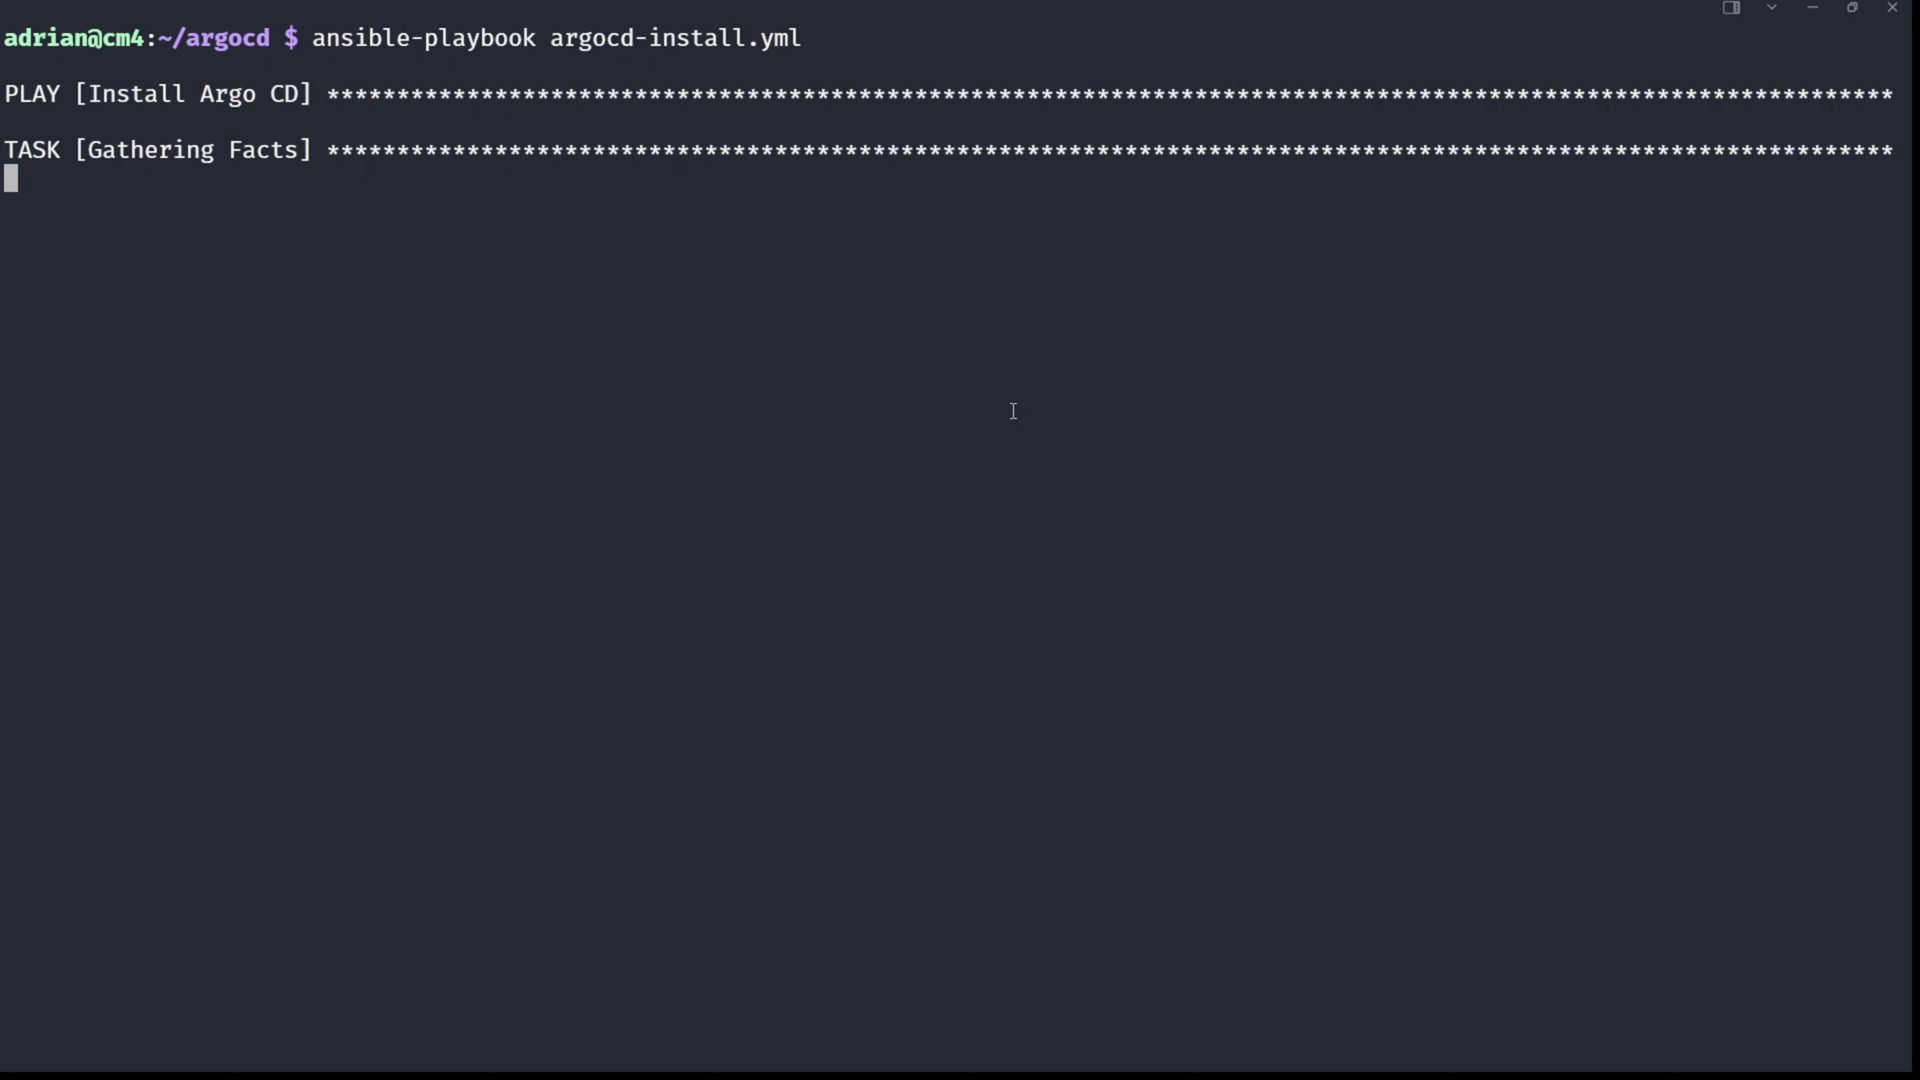 adrian@cm4:~/argocd $ ansible-playbook argocd-install.yml
PLAY [Install Argo CD] ****************************************************************************************************************
TASK [Gathering Facts] ****************************************************************************************************************